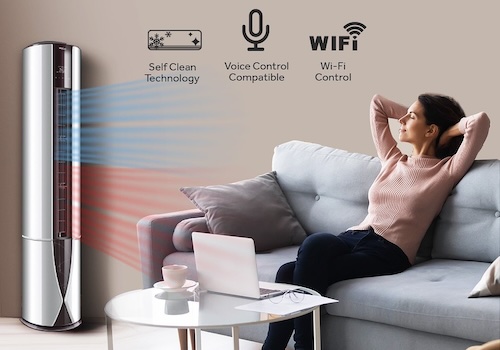 Self Clean
Technology
Voice Control
Compatible
WIFI
Wi-Fi
Control